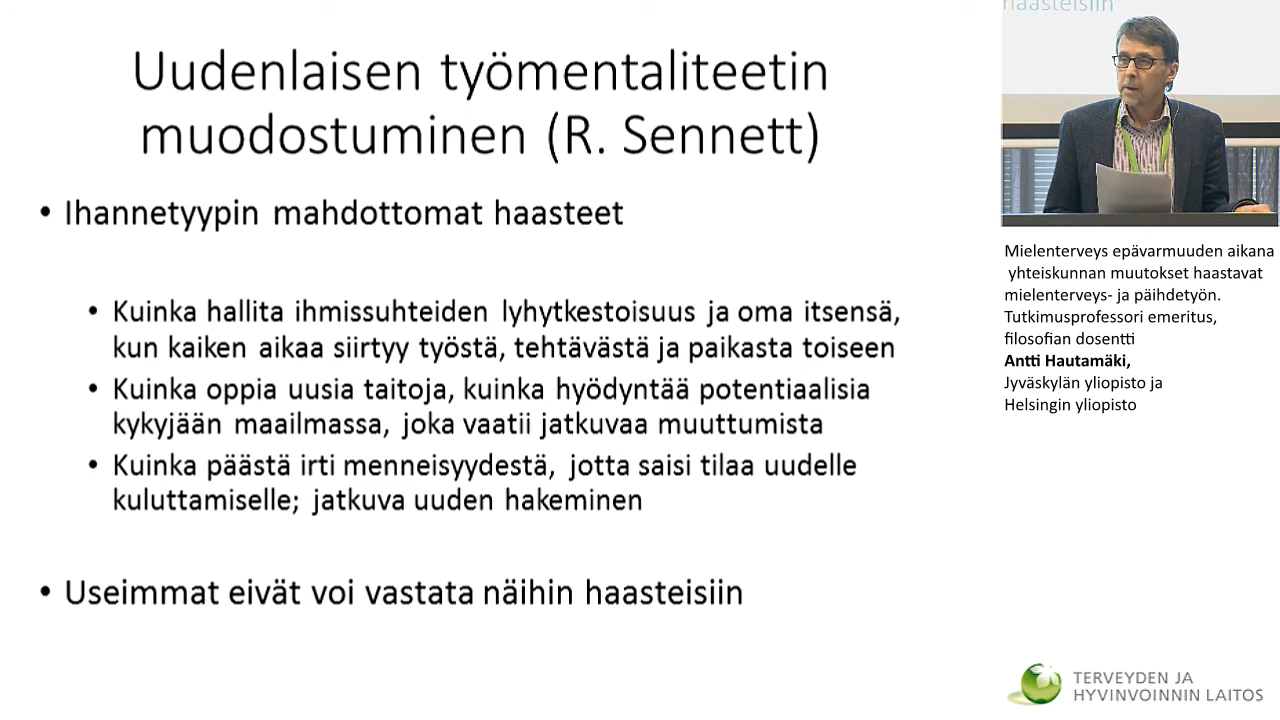 Uudenlaisen työmentaliteetin
muodostuminen (R. Sennett)
• Ihannetyypin mahdottomat haasteet
• Kuinka hallita ihmissuhteiden lyhytkestoisuus ja oma itsensä,
kun kaiken aikaa siirtyy työstä, tehtävästä ja paikasta toiseen
• Kuinka oppia uusia taitoja, kuinka hyödyntää potentiaalisia
kykyjään maailmassa, joka vaatii jatkuvaa muuttumista
• Kuinka päästä irti menneisyydestä, jotta saisi tilaa uudelle
kuluttamiselle; jatkuva uuden hakeminen
• Useimmat eivät voi vastata näihin haasteisiin
haasteisiin
Mielenterveys epävarmuuden aikana
yhteiskunnan muutokset haastavat
mielenterveys- ja päihdetyön.
Tutkimusprofessori emeritus,
filosofian dosentti
Antti Hautamäki,
Jyväskylän yliopisto ja
Helsingin yliopisto
TERVEYDEN JA
HYVINVOINNIN LAITOS